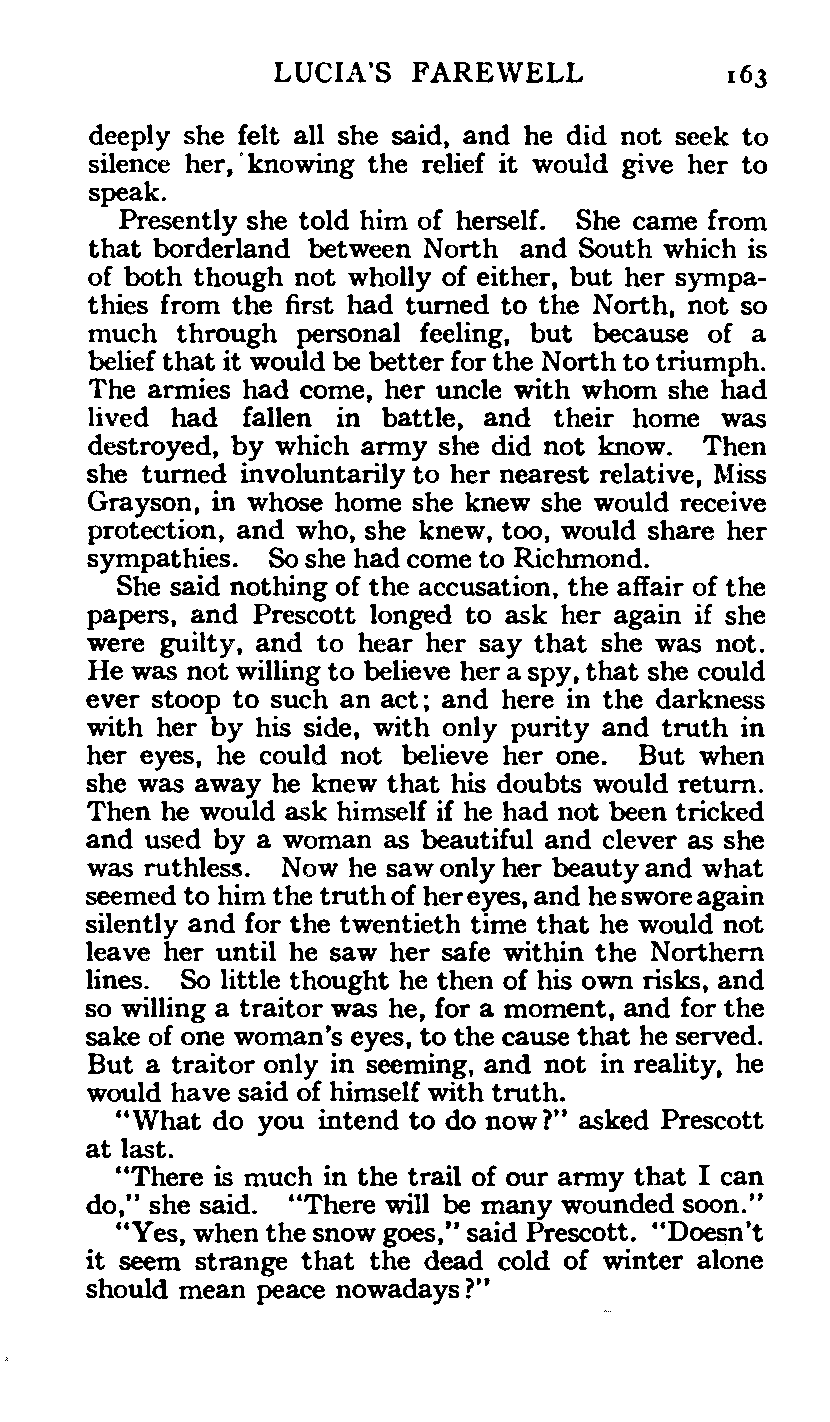 LUCIA'S FAREWELL 163
deeply she felt all she said, and he did not seek to
silence her, knowing the relief it would give her to
speak.
Presently she told him of herself. She came from
that borderland between North and South which is
of both though not wholly of either, but her sympa-
thies from the first had turned to the North, not so
much through personal feeling, but because of a
belief that it would be better for the North to triumph.
The armies had come, her uncle with whom she had
lived had fallen in battle, and their home was
destroyed, by which army she did not know. Then
she turned involuntarily to her nearest relative, Miss
Grayson, in whose home she knew she would receive
protection, and who, she knew, too, would share her
sympathies. So she had come to Richmond.
She said nothing of the accusation, the affair of the
papers, and Prescott longed to ask her again if she
were guilty, and to hear her say that she was not.
He was not willing to believe her a spy, that she could
ever stoop to such an act; and here in the darkness
with her by his side, with only purity and truth in
her eyes, he could not believe her one. But when
she was away he knew that his doubts would return.
Then he would ask himself if he had not been tricked
and used by a woman as beautiful and clever as she
was ruthless. Now he saw only her beauty and what
seemed to him the truth of her eyes, and he swore again
silently and for the twentieth time that he would not
leave her until he saw her safe within the Northern
lines. So little thought he then of his own risks, and
so willing a traitor was he, for a moment, and for the
sake of one woman's eyes, to the cause that he served.
But a traitor only in seeming, and not in reality, he
would have said of himself with truth.
"What do you intend to do now?" asked Prescott
at last.
"There is much in the trail of our army that I can
do," she said. "There will be many wounded soon."
"Yes, when the snow goes," said Prescott. "Doesn't
it seem strange that the dead cold of winter alone
should mean peace nowadays?"